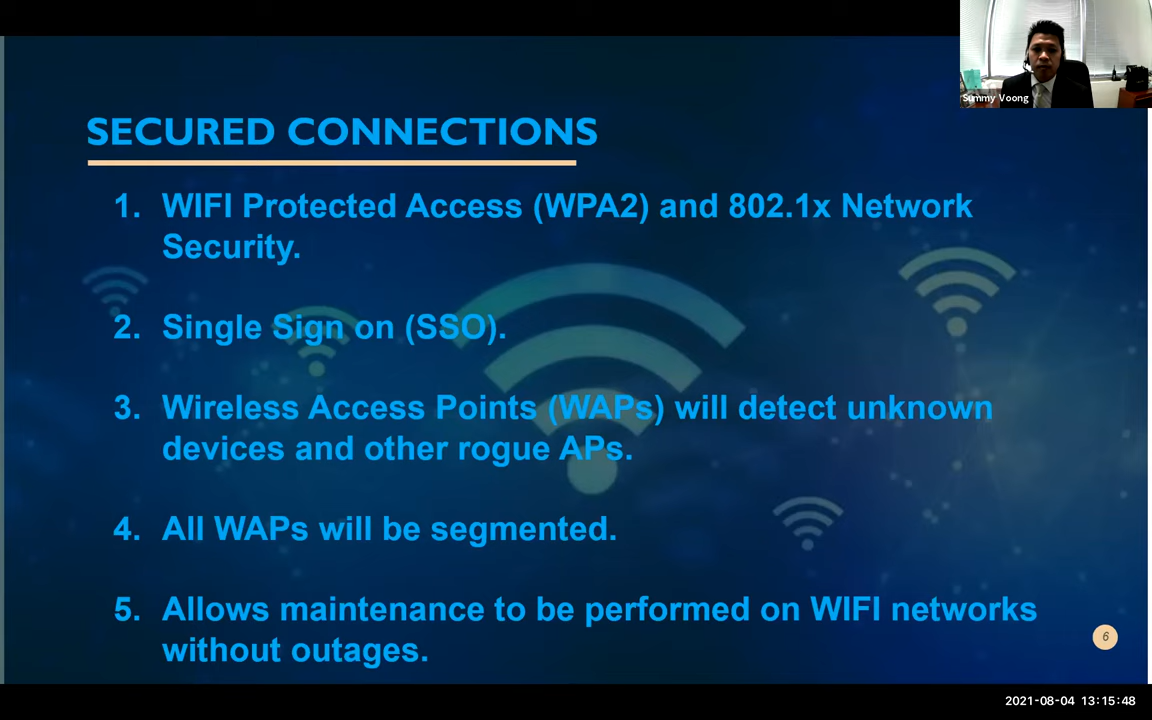 Summy Voong
SECURED CONNECTIONS
1. WIFI Protected Access (WPA2) and 802.1x Network
Security.
2. Single Sign on (SSO).
3. Wireless Access Points (WAPs) will detect unknown
devices and other rogue APs.
4. All WAPs will be segmented.
5. Allows maintenance to be performed on WIFI networks
without outages.
6
2021-08-04 13:15:48